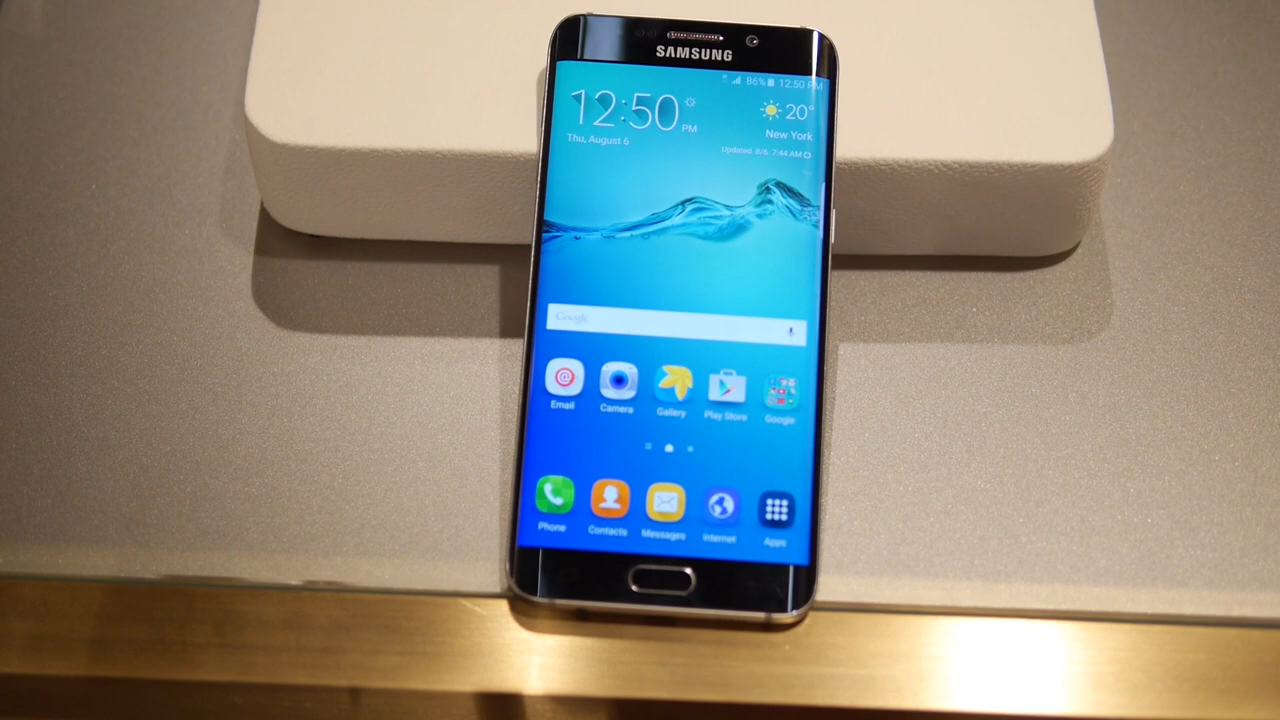 SAMSUNG
86% 12:50 PM
12:50 PM
20°
Thu, August 6
New York
Updated 8/6 7:44 AM
Google
Email
Camera
Gallery
Play Store
Google
Phone
Contacts
Messages
Internet
Apps